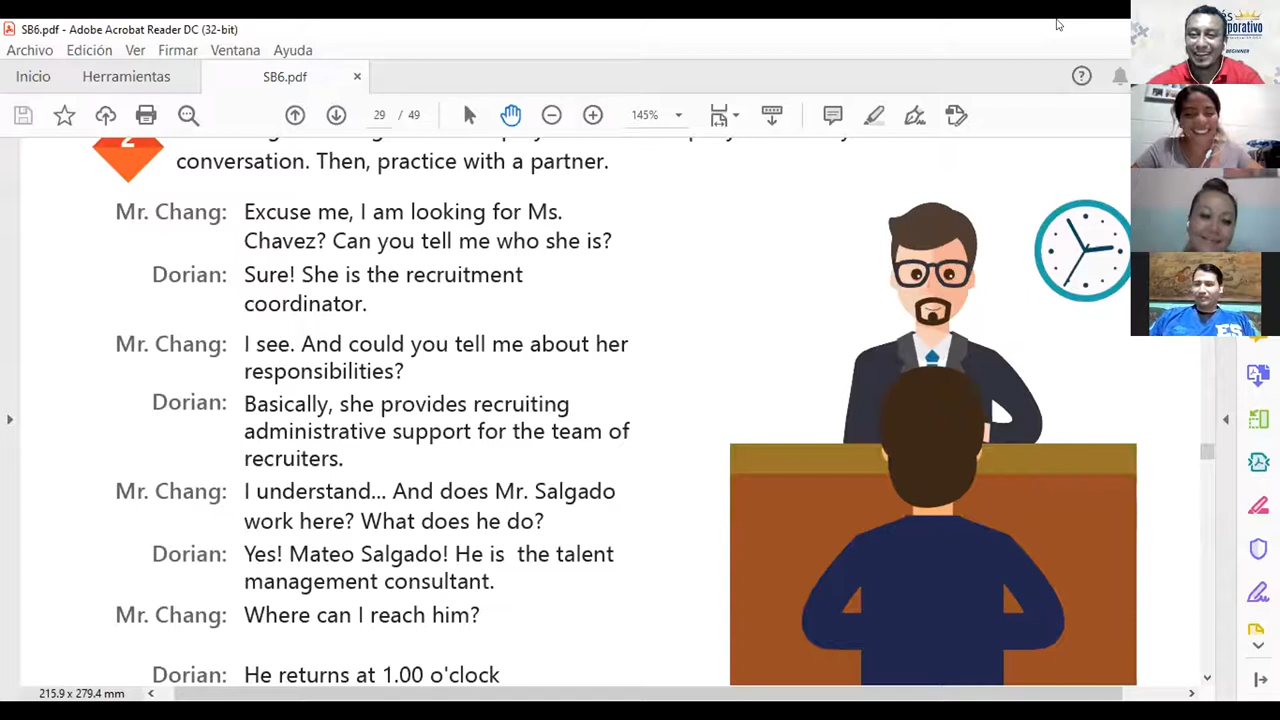 SB6.pdf - Adobe Acrobat Reader DC (32-bit)
Archivo Edición Ver Firmar Ventana Ayuda
Inicio Herramientas SB6.pdf
29 / 49 145%
conversation. Then, practice with a partner.
Mr. Chang: Excuse me, I am looking for Ms.
Chavez? Can you tell me who she is?
Dorian: Sure! She is the recruitment
coordinator.
Mr. Chang: I see. And could you tell me about her
responsibilities?
Dorian: Basically, she provides recruiting
administrative support for the team of
recruiters.
Mr. Chang: I understand... And does Mr. Salgado
work here? What does he do?
Dorian: Yes! Mateo Salgado! He is  the talent
management consultant.
Mr. Chang: Where can I reach him?
Dorian: He returns at 1.00 o'clock
215.9 x 279.4 mm
BEGINNER
ES